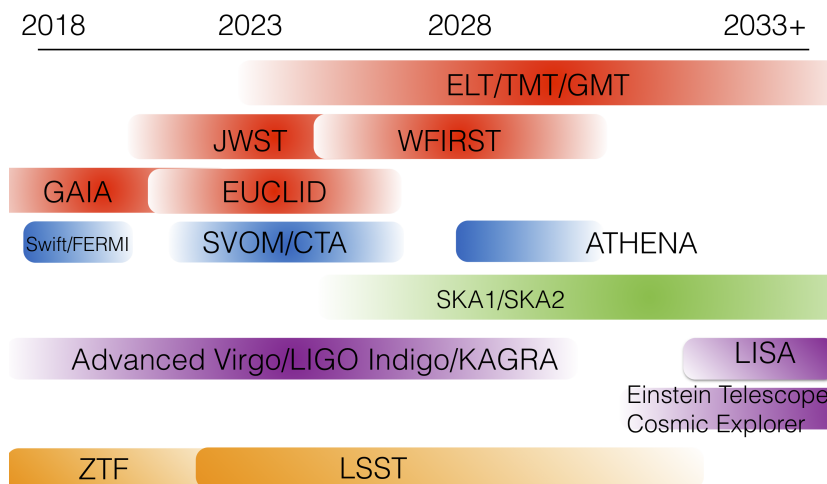 2018 2023 2028 2033+
ELT/TMT/GMT
JWST WFIRST
GAIA EUCLID
Swift/FERMI SVOM/CTA ATHENA
SKA1/SKA2
Advanced Virgo/LIGO Indigo/KAGRA LISA
Einstein Telescope
Cosmic Explorer
ZTF LSST